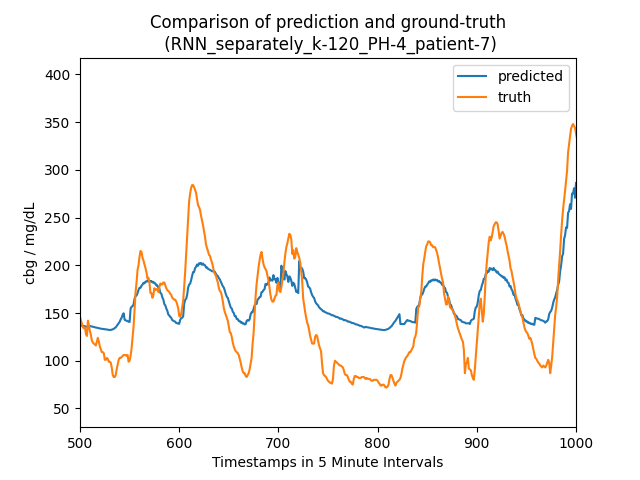 Comparison of prediction and ground-truth
(RNN_separately_k-120_PH-4_patient-7)
predicted
truth
cbg / mg/dL
400
350
300
250
200
150
100
50
500
600
700
800
900
1000
Timestamps in 5 Minute Intervals